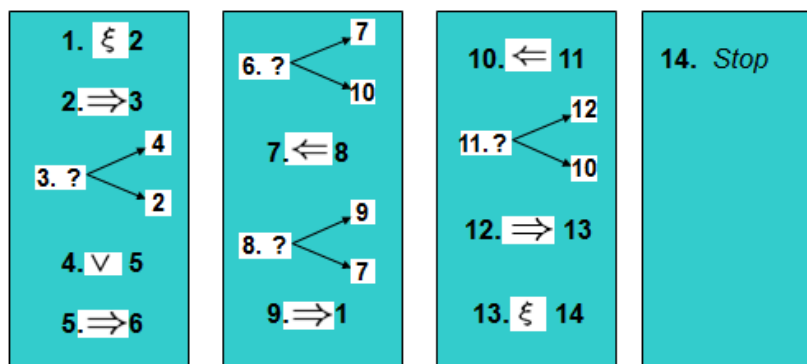 1. ξ 2
2. ⇒ 3
3. ?
4
2
4. ∨ 5
5. ⇒ 6
6. ?
7
10
7. ⇐ 8
8. ?
9
7
9. ⇒ 1
10. ⇐ 11
11. ?
12
10
12. ⇒ 13
13. ξ 14
14. Stop